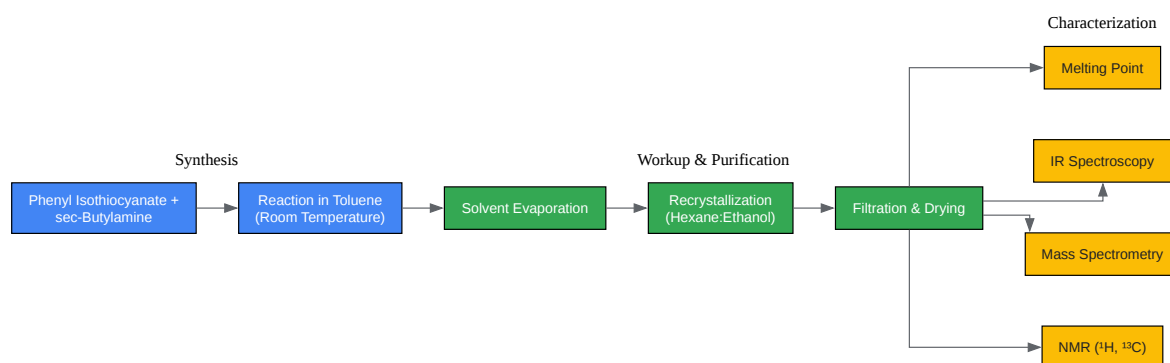 Characterization
Melting Point
Synthesis
Workup & Purification
IR Spectroscopy
Phenyl Isothiocyanate +
sec-Butylamine
Reaction in Toluene
(Room Temperature)
Solvent Evaporation
Recrystallization
(Hexane:Ethanol)
Filtration & Drying
Mass Spectrometry
NMR (¹H, ¹³C)